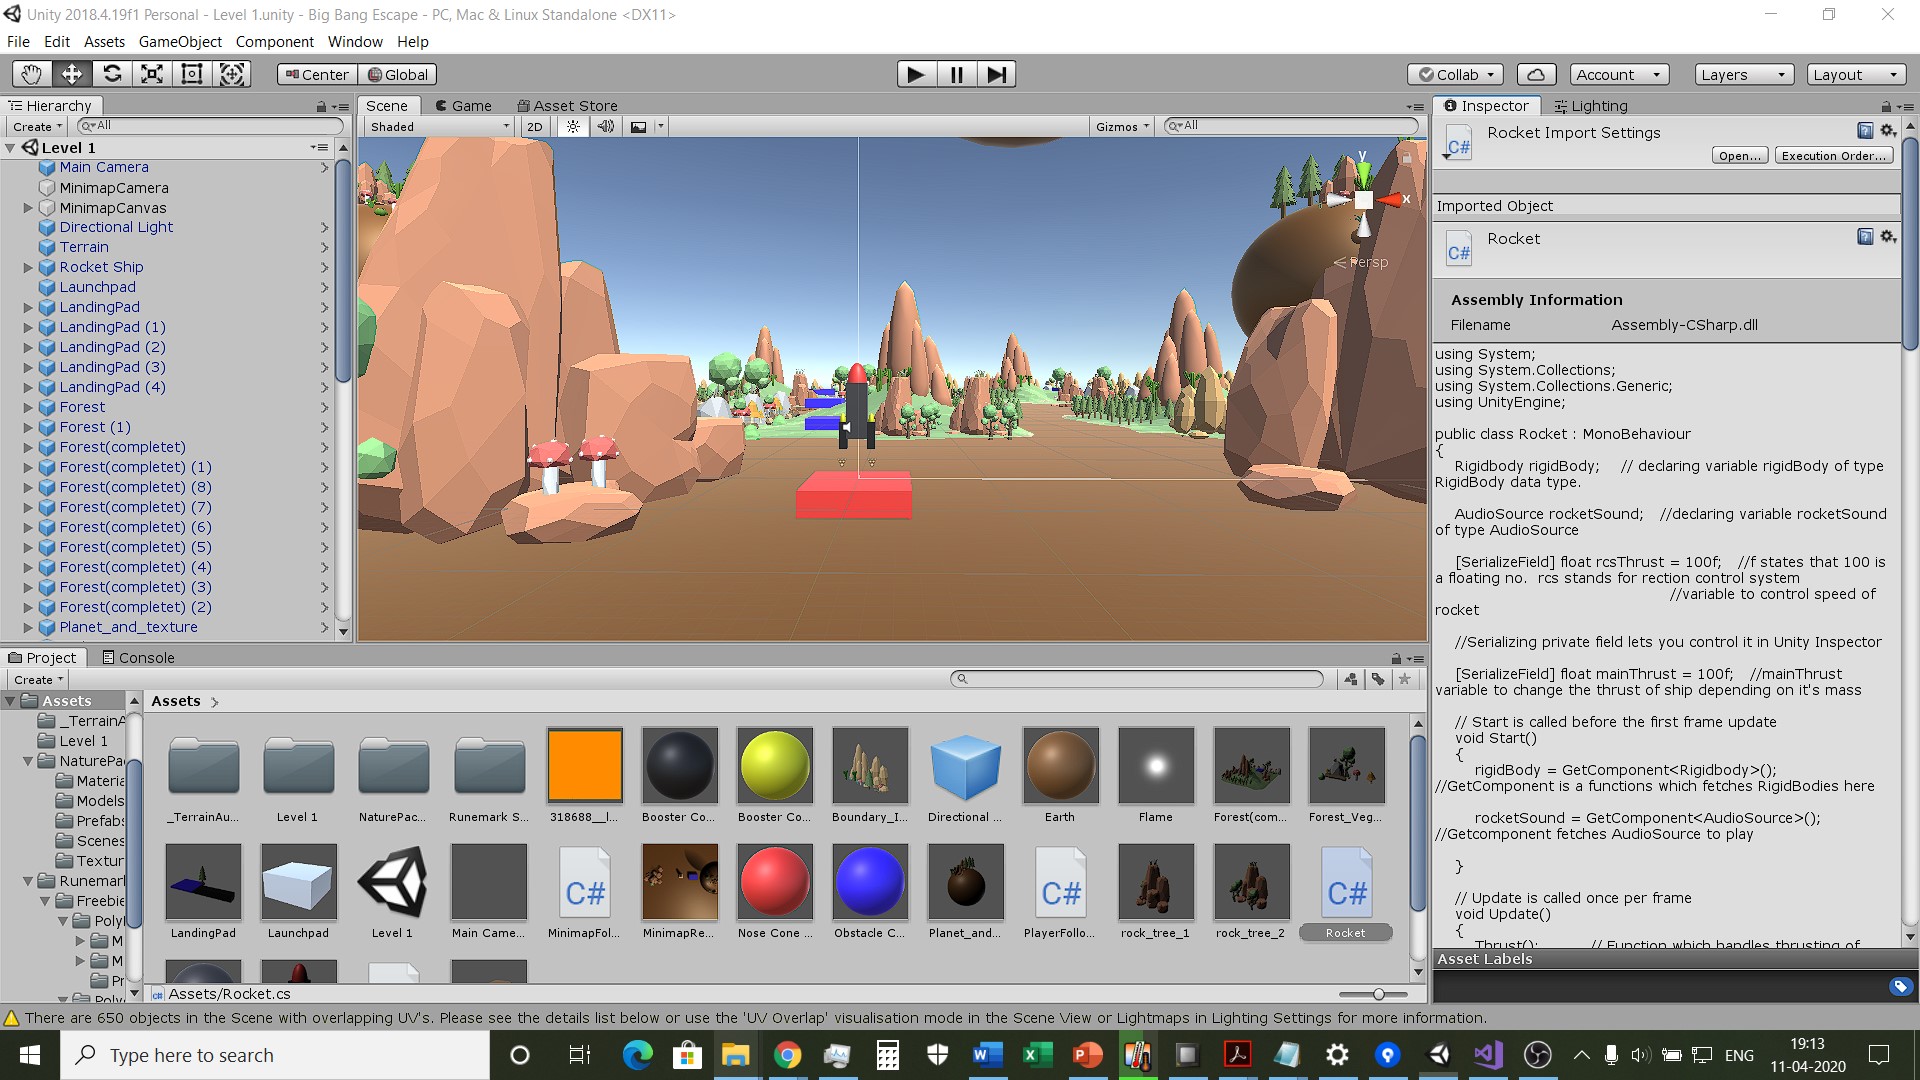 Unity 2018.4.19f1 Personal - Level 1.unity - Big Bang Escape - PC, Mac & Linux Standalone <DX11>
File Edit Assets GameObject Component Window Help
Center Global Collab Account Layers Layout
Hierarchy
Create All
Level 1
Main Camera
MinimapCamera
MinimapCanvas
Directional Light
Terrain
Rocket Ship
Launchpad
LandingPad
LandingPad (1)
LandingPad (2)
LandingPad (3)
LandingPad (4)
Forest
Forest (1)
Forest(completet)
Forest(completet) (1)
Forest(completet) (8)
Forest(completet) (7)
Forest(completet) (6)
Forest(completet) (5)
Forest(completet) (4)
Forest(completet) (3)
Forest(completet) (2)
Planet_and_texture
Scene Game Asset Store
Shaded 2D Gizmos All
y
x
Persp
Inspector Lighting
Rocket Import Settings
Open... Execution Order...
Imported Object
Rocket
Assembly Information
Filename Assembly-CSharp.dll
using System;
using System.Collections;
using System.Collections.Generic;
using UnityEngine;
public class Rocket : MonoBehaviour
{
Rigidbody rigidBody; // declaring variable rigidBody of type
RigidBody data type.
AudioSource rocketSound; //declaring variable rocketSound
of type AudioSource
[SerializeField] float rcsThrust = 100f; //f states that 100 is
a floating no. rcs stands for rection control system
//variable to control speed of
rocket
//Serializing private field lets you control it in Unity Inspector
[SerializeField] float mainThrust = 100f; //mainThrust
variable to change the thrust of ship depending on it's mass
// Start is called before the first frame update
void Start()
{
rigidBody = GetComponent<Rigidbody>();
//GetComponent is a functions which fetches RigidBodies here
rocketSound = GetComponent<AudioSource>();
//Getcomponent fetches AudioSource to play
}
// Update is called once per frame
void Update()
{
Thrust(); // Function which handles thrusting of
Asset Labels
Project Console
Create
Assets
_TerrainA
Level 1
NaturePac
Materia
Models
Prefabs
Scenes
Textur
Runemark
Freebie
Poly
M
M
Pr
Poly
Assets
_TerrainAu... Level 1 NaturePac... Runemark S... 318688__l... Booster Co... Booster Co... Boundary_I... Directional ... Earth Flame Forest(com... Forest_Veg...
C# C# C#
LandingPad Launchpad Level 1 Main Came... MinimapFol... MinimapRe... Nose Cone ... Obstacle C... Planet_and... PlayerFollo... rock_tree_1 rock_tree_2 Rocket
Assets/Rocket.cs
There are 650 objects in the Scene with overlapping UV's. Please see the details list below or use the 'UV Overlap' visualisation mode in the Scene View or Lightmaps in Lighting Settings for more information.
Type here to search
ENG
19:13
11-04-2020